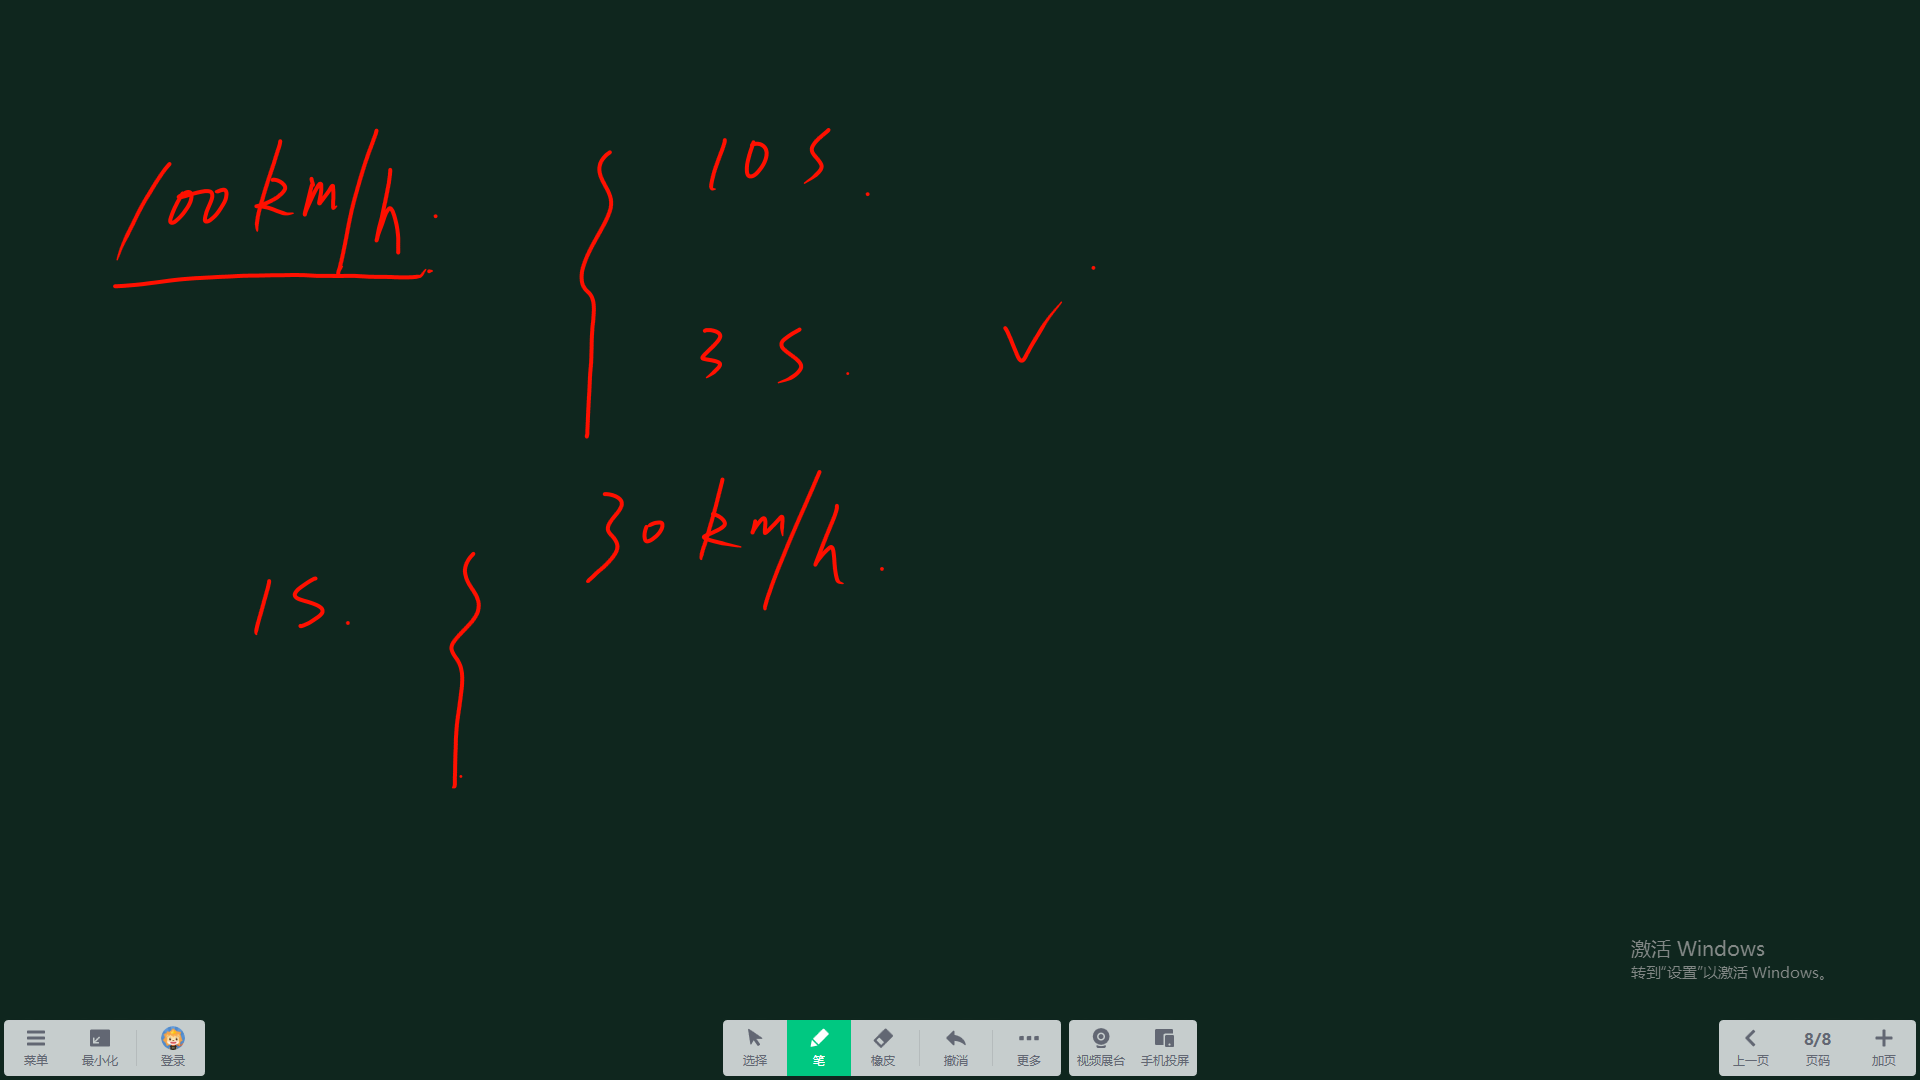 100 km/h.
10 s.
3 s. ✓
30 km/h.
1s.
激活 Windows
转到“设置”以激活 Windows。
菜单 最小化 登录 选择 笔 橡皮 撤消 更多 视频展台 手机投屏 上一页 8/8 页码 加页